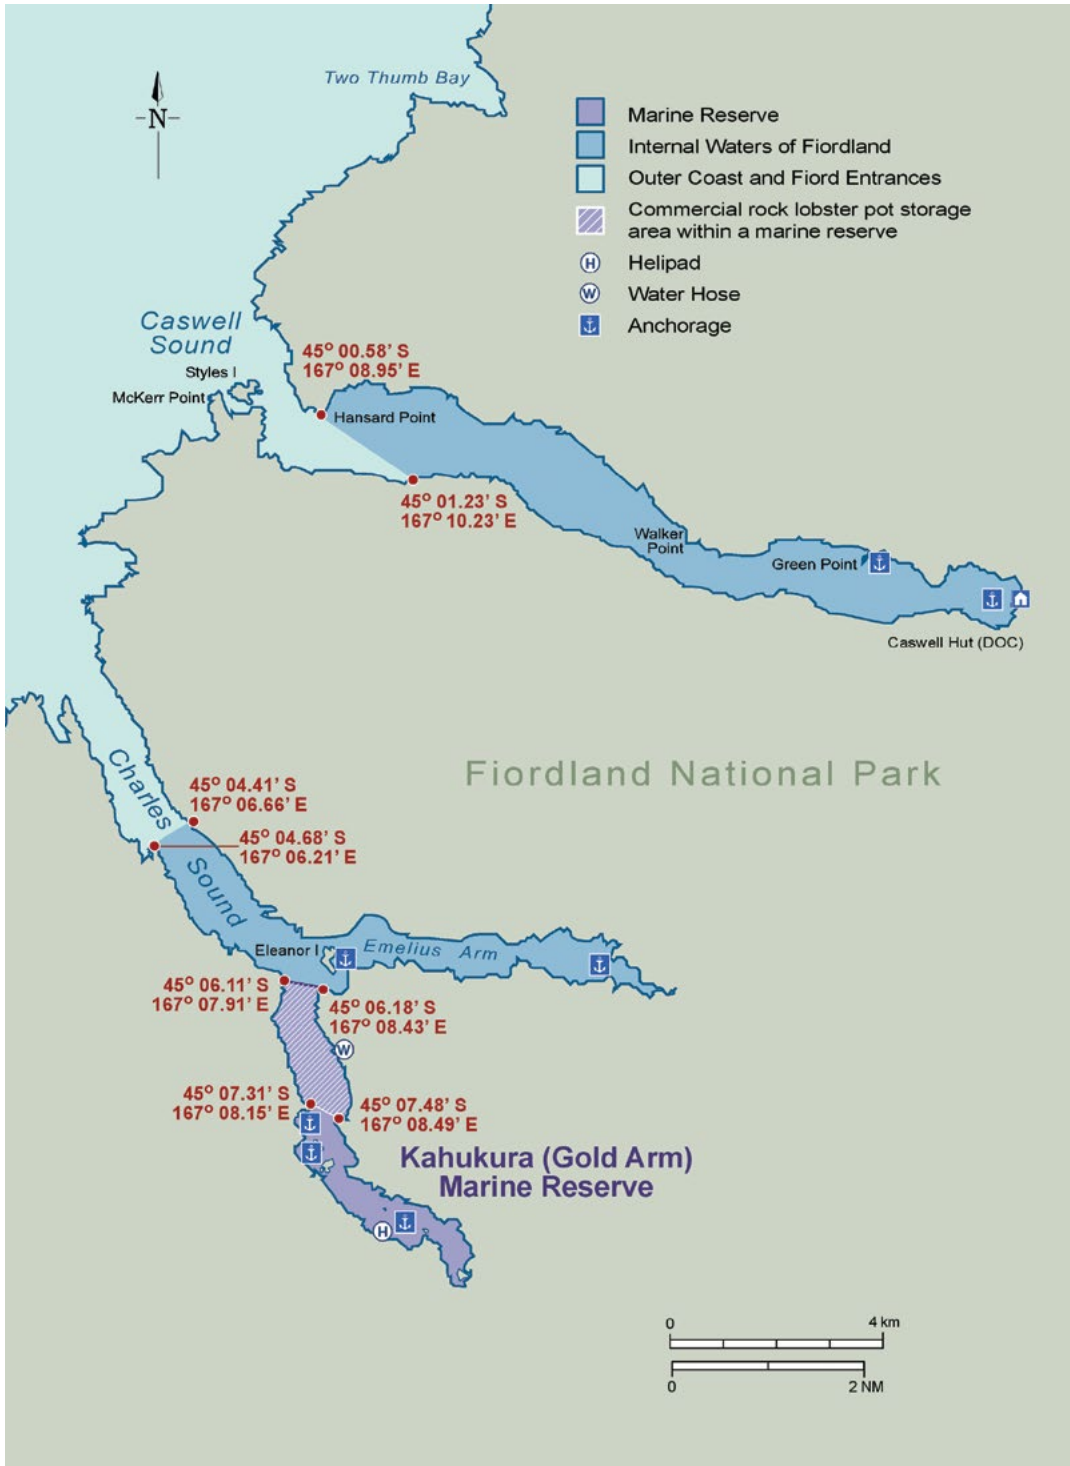 Two Thumb Bay
N
Marine Reserve
Internal Waters of Fiordland
Outer Coast and Fiord Entrances
Commercial rock lobster pot storage
area within a marine reserve
H
Helipad
W
Water Hose
Anchorage
Caswell
Sound
Styles I
McKerr Point
45° 00.58' S
167° 08.95' E
Hansard Point
45° 01.23' S
167° 10.23' E
Walker
Point
Green Point
Caswell Hut (DOC)
Fiordland National Park
Charles
Sound
45° 04.41' S
167° 06.66' E
45° 04.68' S
167° 06.21' E
Eleanor I
Emelius Arm
45° 06.11' S
167° 07.91' E
45° 06.18' S
167° 08.43' E
W
45° 07.31' S
167° 08.15' E
45° 07.48' S
167° 08.49' E
Kahukura (Gold Arm)
Marine Reserve
H
0 4 km
0 2 NM